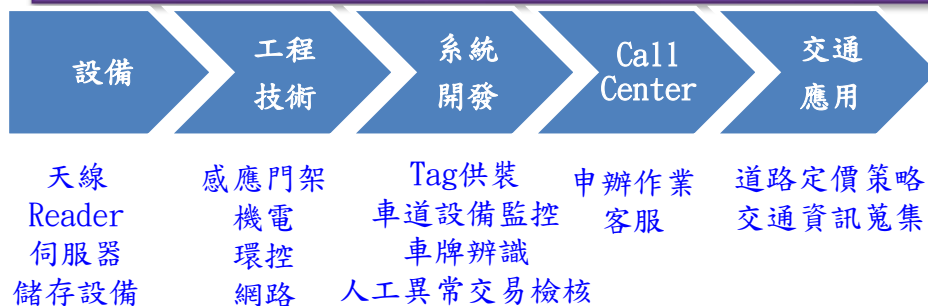 設備
工程
技術
系統
開發
Call
Center
交通
應用
天線
Reader
伺服器
儲存設備
感應門架
機電
環控
網路
Tag供裝
車道設備監控
車牌辨識
人工異常交易檢核
申辦作業
客服
道路定價策略
交通資訊蒐集